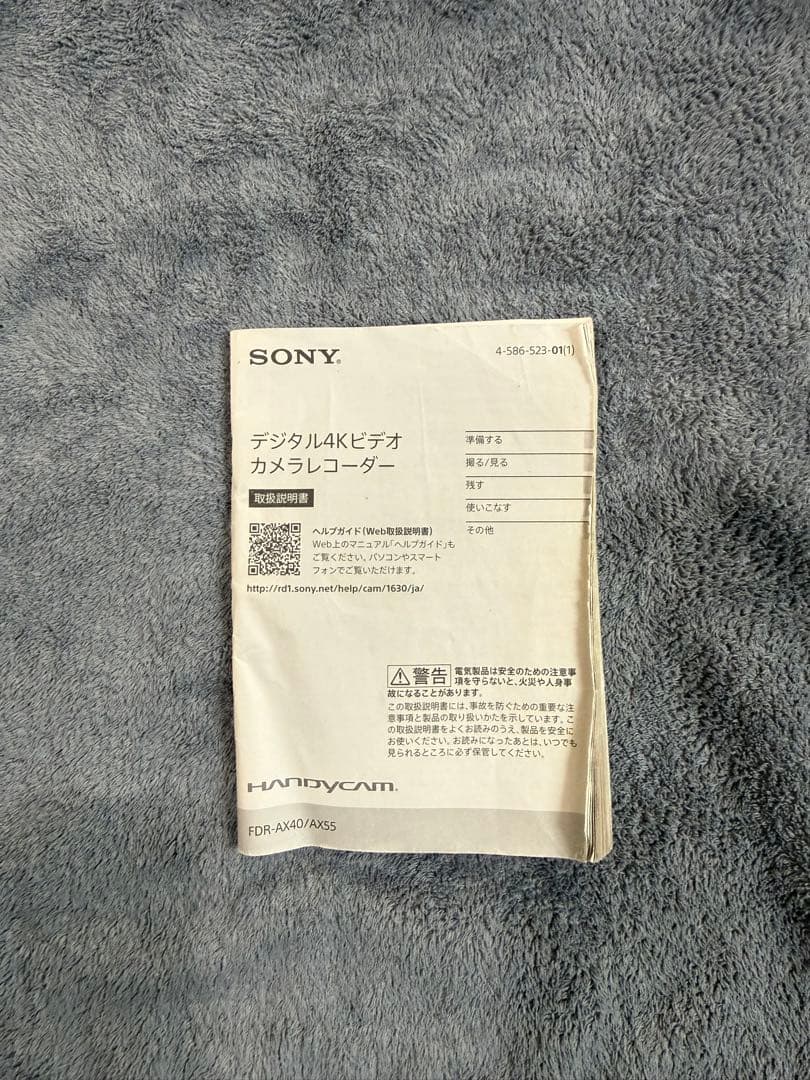 SONY®
4-586-523-01(1)
デジタル4Kビデオ
カメラレコーダー
取扱説明書
準備する
撮る/見る
残す
使いこなす
その他
ヘルプガイド(Web取扱説明書)
Web上のマニュアル「ヘルプガイド」も
ご覧ください。パソコンやスマート
フォンでご覧いただけます。
http://rd1.sony.net/help/cam/1630/ja/
警告 電気製品は安全のための注意事
項を守らないと、火災や人身事
故になることがあります。
この取扱説明書には、事故を防ぐための重要な注
意事項と製品の取り扱いかたを示しています。こ
の取扱説明書をよくお読みのうえ、製品を安全に
お使いください。お読みになったあとは、いつでも
見られるところに必ず保管してください。
HANDYCAM®
FDR-AX40/AX55